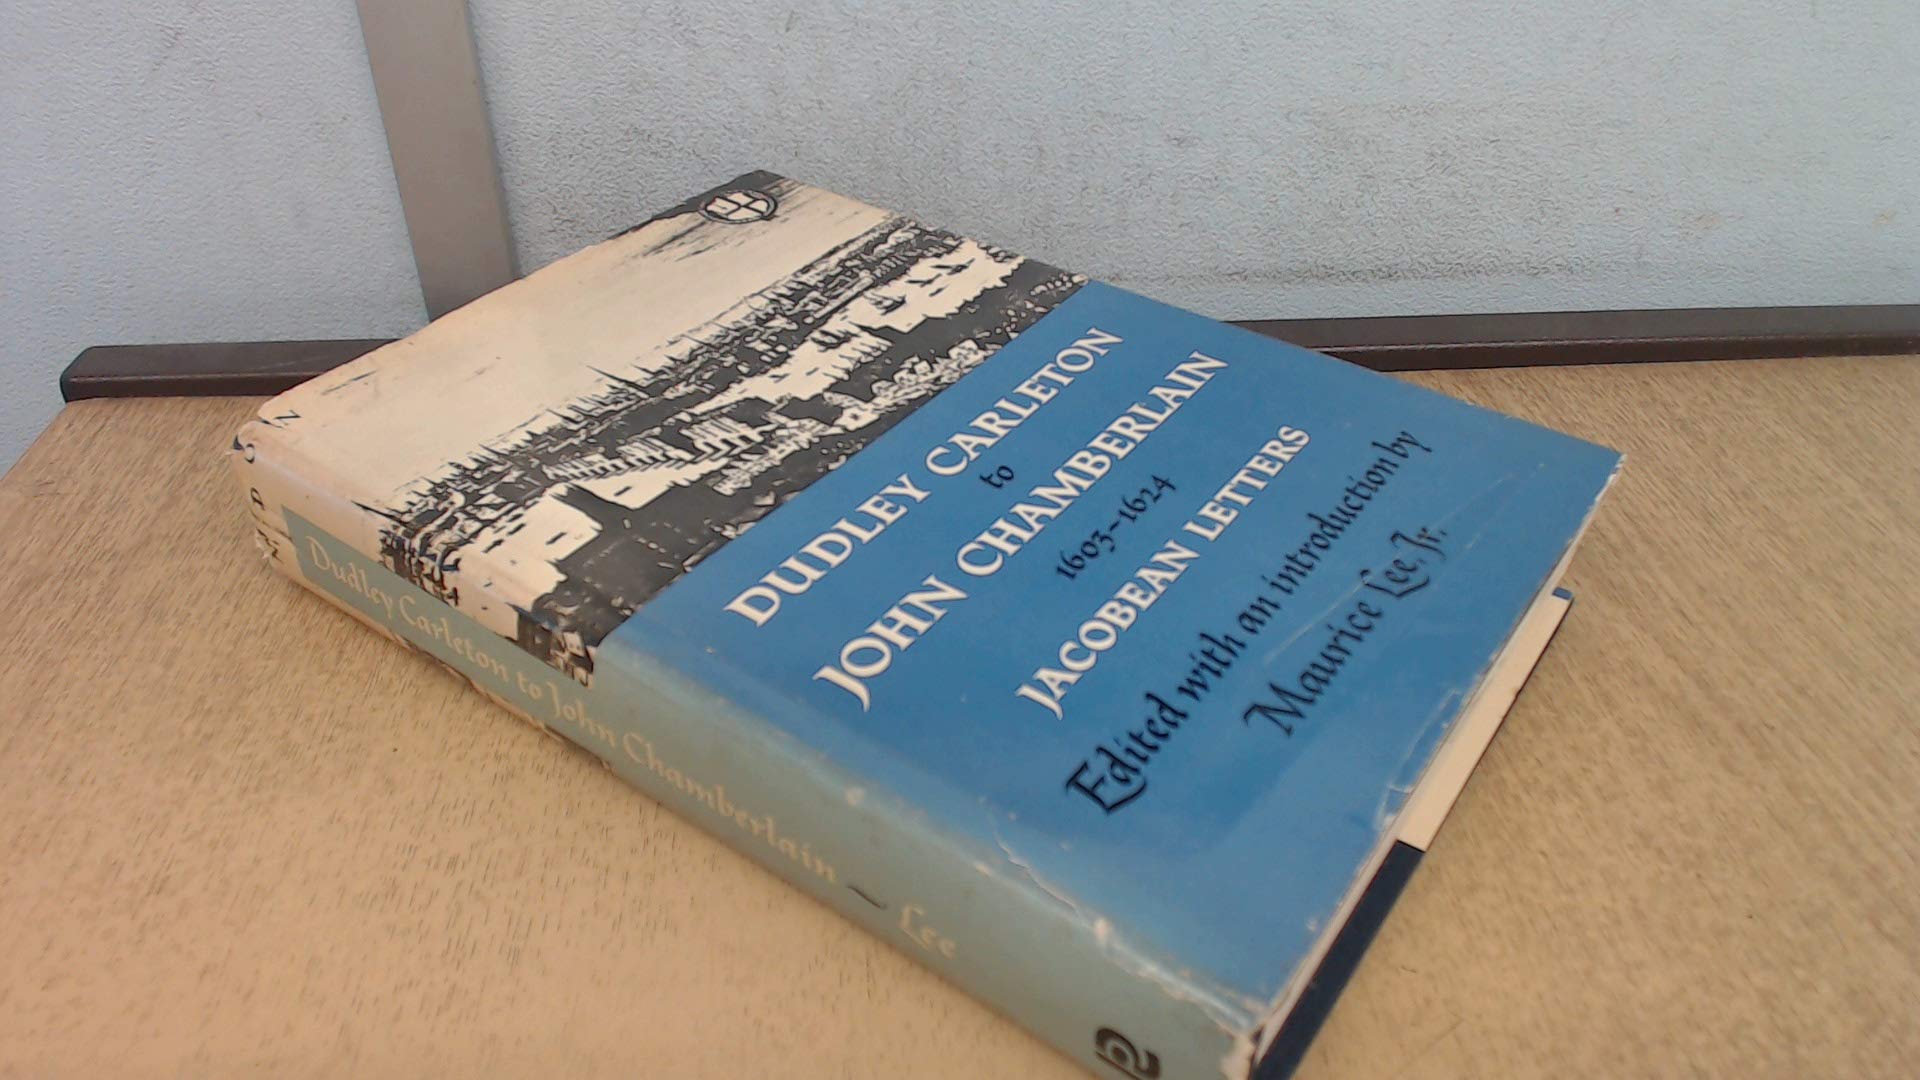 DUDLEY CARLETON
to
JOHN CHAMBERLAIN
1603–1624
JACOBEAN LETTERS
Edited with an introduction by
Maurice Lee, Jr.
Dudley Carleton to John Chamberlain ~ Lee